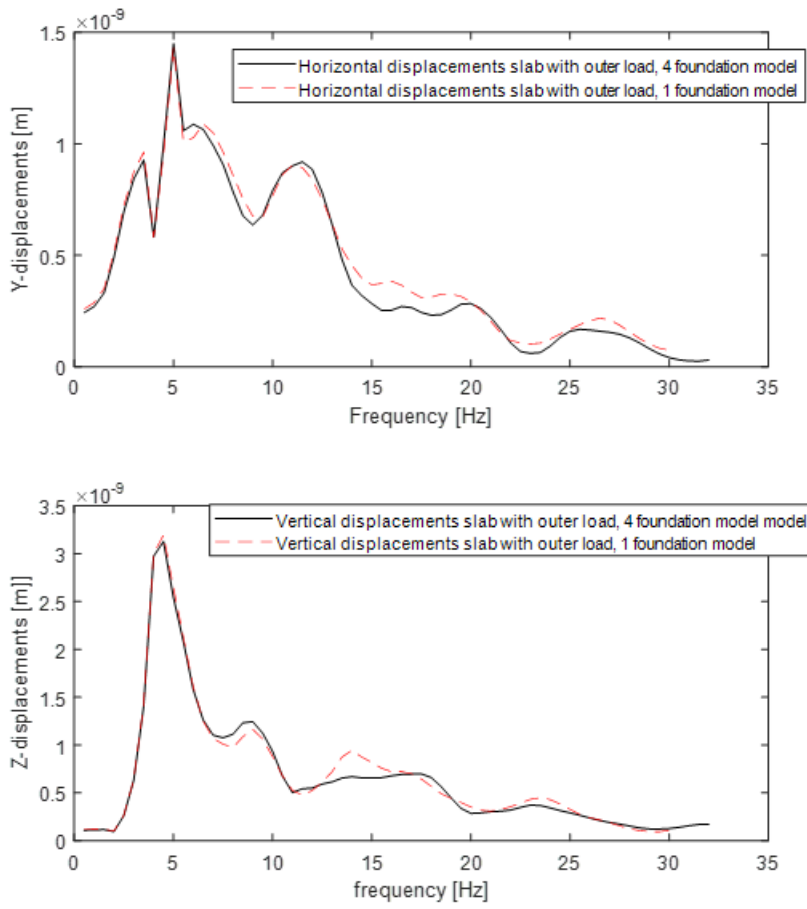 ×10⁻⁹
1.5
Horizontal displacements slab with outer load, 4 foundation model
Horizontal displacements slab with outer load, 1 foundation model
1
0.5
0
Y-displacements [m]
0 5 10 15 20 25 30 35
Frequency [Hz]
×10⁻⁹
3.5
Vertical displacements slab with outer load, 4 foundation model model
Vertical displacements slab with outer load, 1 foundation model
3
2.5
2
1.5
1
0.5
0
Z-displacements [m]]
0 5 10 15 20 25 30 35
frequency [Hz]